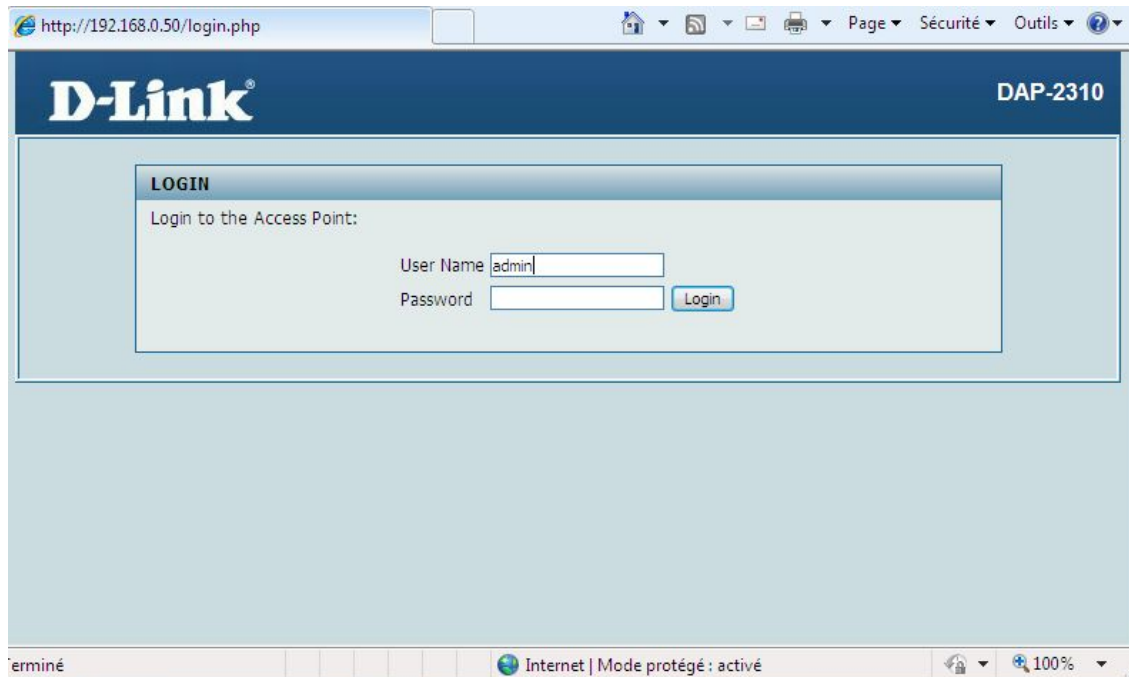 http://192.168.0.50/login.php
Page Sécurité Outils
D-Link®
DAP-2310
LOGIN
Login to the Access Point:
User Name admin
Password Login
erminé Internet | Mode protégé : activé 100%